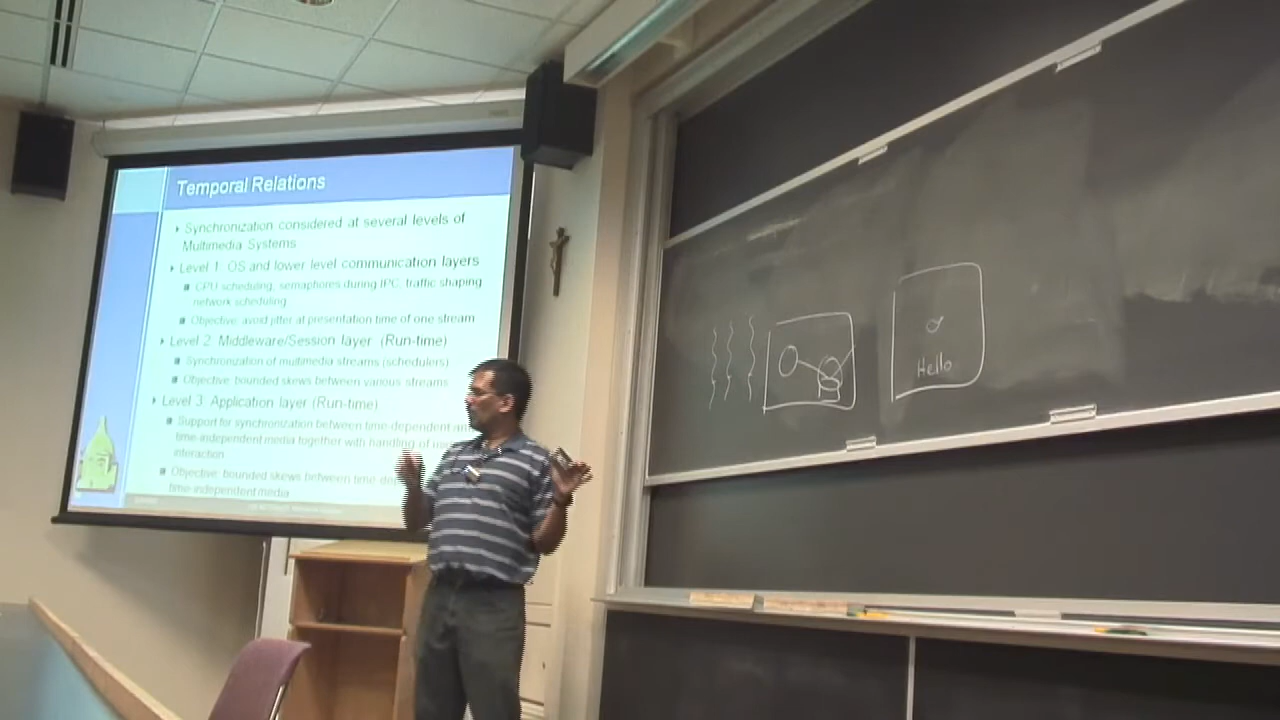 Temporal Relations
Synchronization considered at several levels of
Multimedia Systems
Level 1: OS and lower level communication layers
CPU scheduling, semaphores during IPC, traffic shaping
network scheduling
Objective: avoid jitter at presentation time of one stream
Level 2: Middleware/Session layer (Run-time)
Synchronization of multimedia streams (schedulers)
Objective: bounded skews between various streams
Level 3: Application layer (Run-time)
Support for synchronization between time-dependent
time-independent media together with handling of
interaction
Objective: bounded skews between
time-independent media
Hello